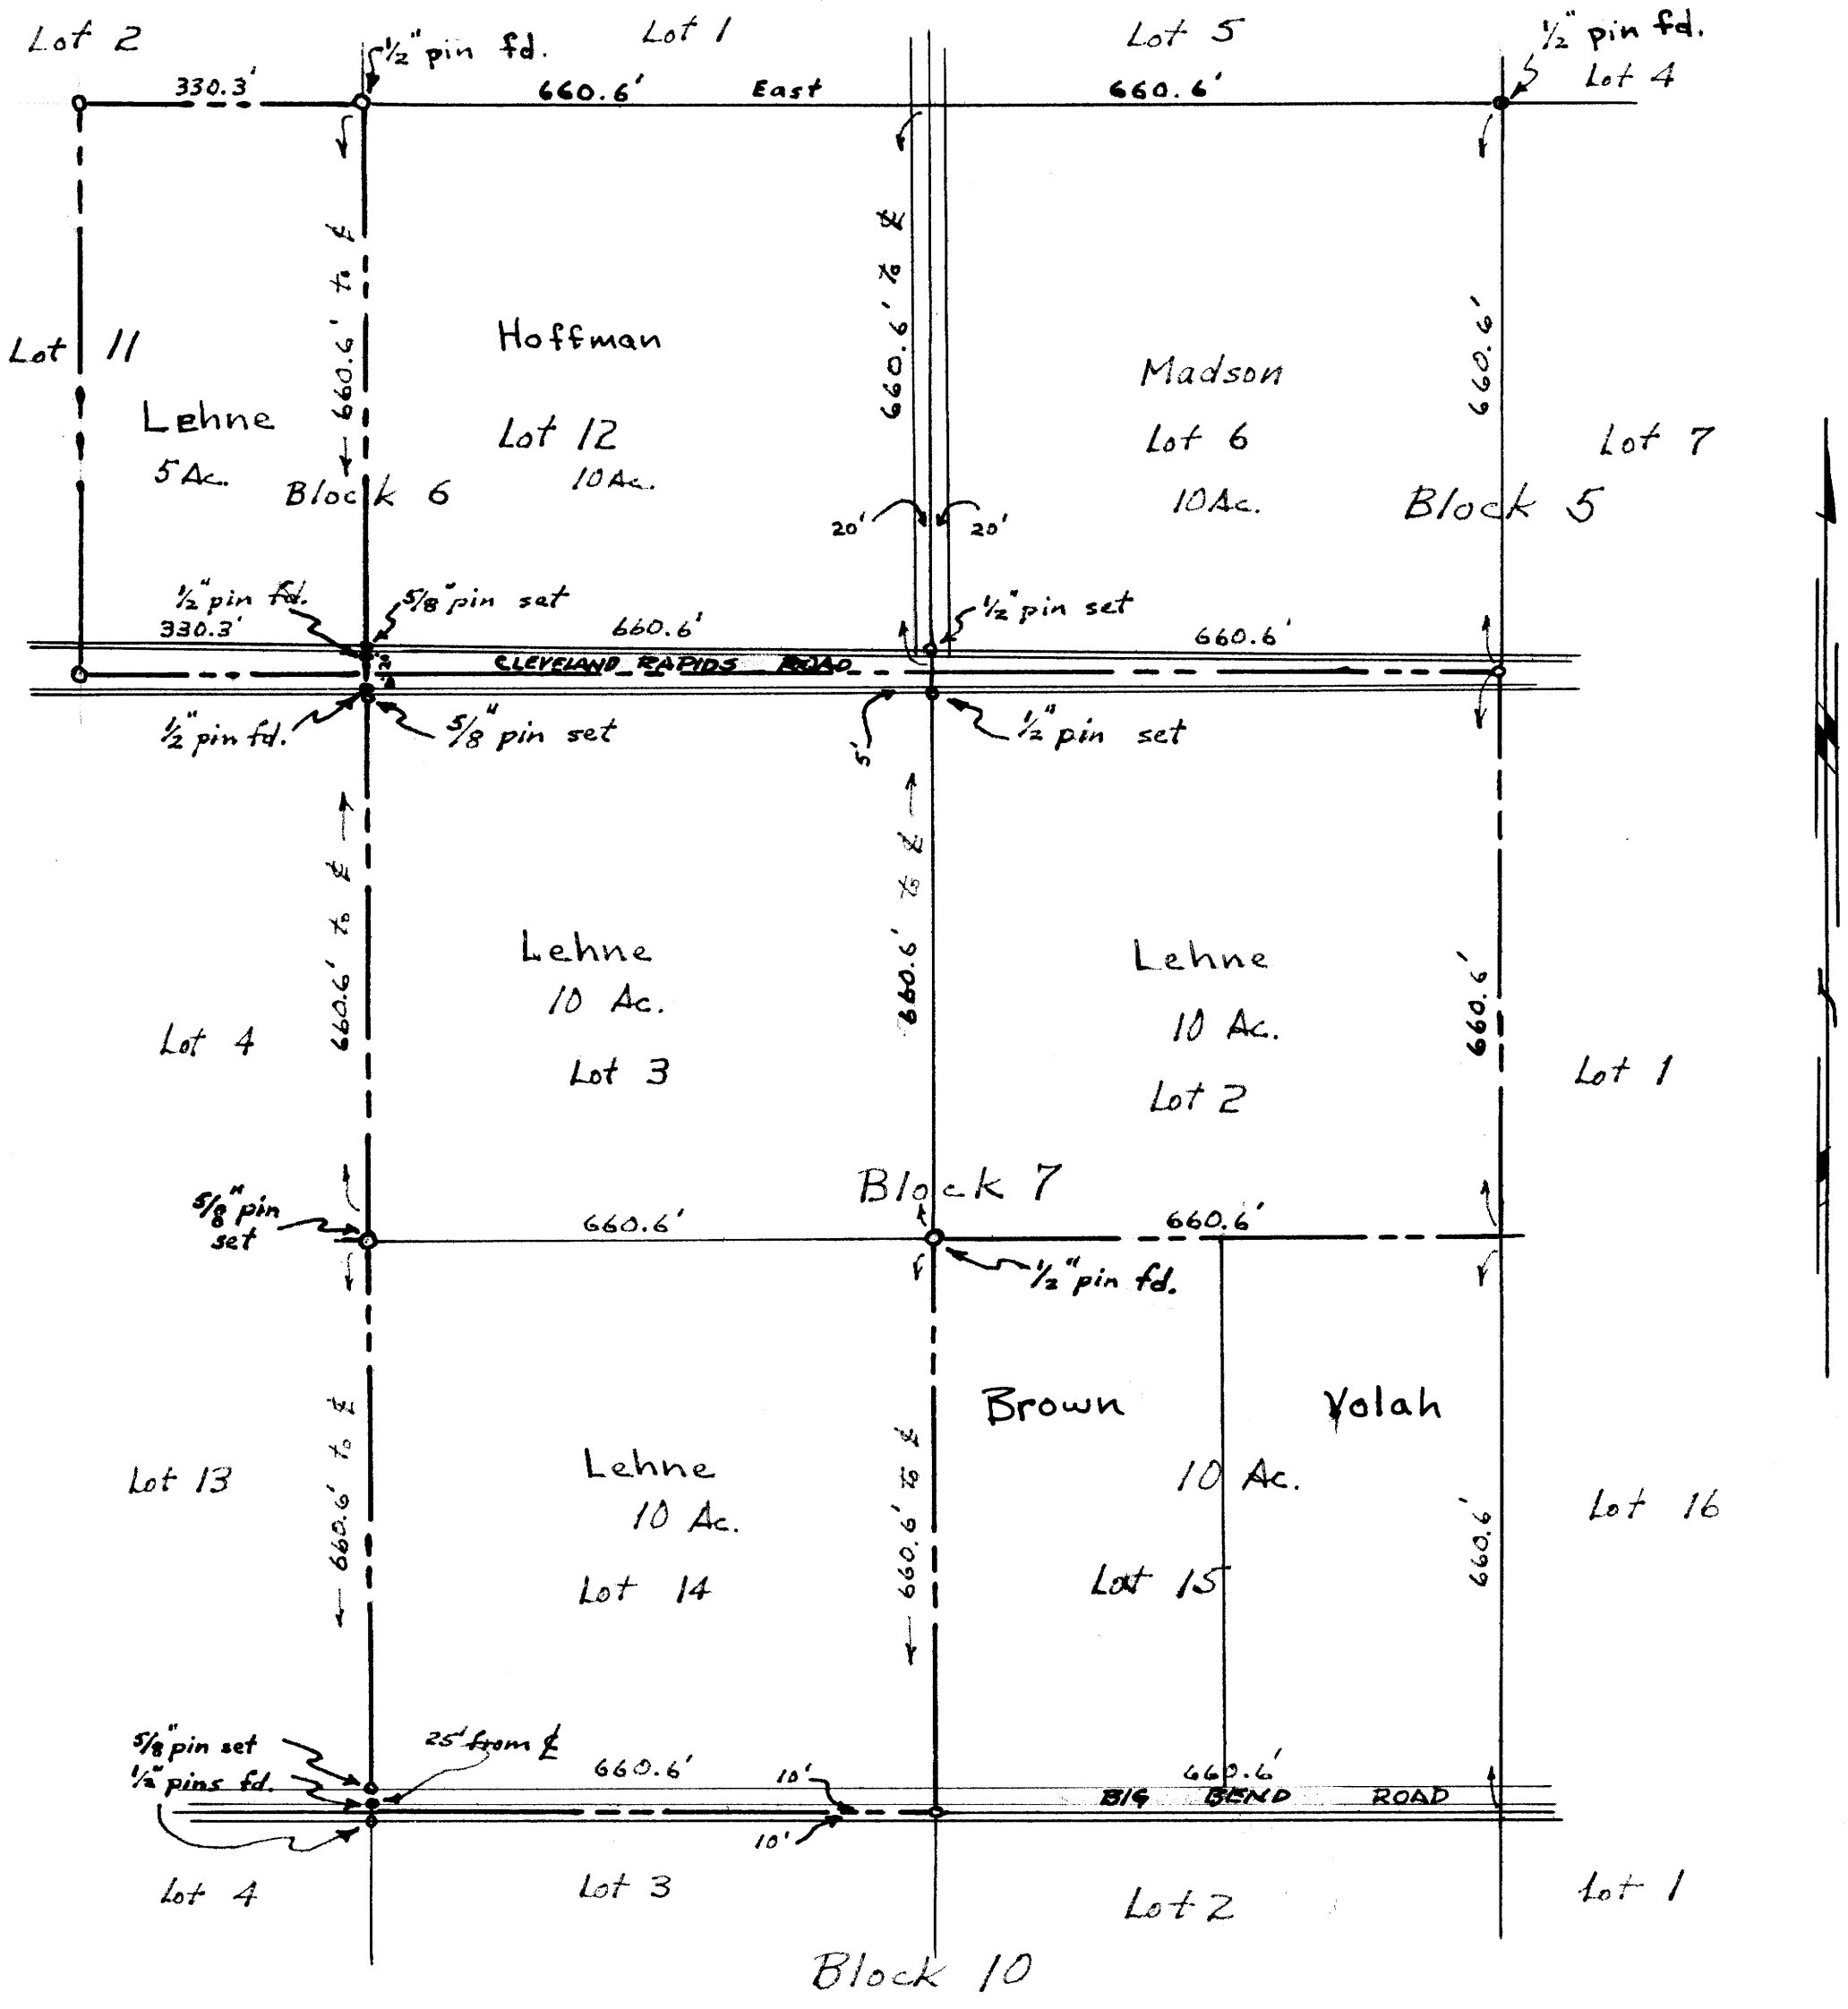 Lot 2
1/2" pin fd.
Lot 1
Lot 5
1/2" pin fd.
Lot 4
330.3'
660.6'
East
660.6'
660.6' to ℄
660.6' to ℄
660.6'
Lot 11
Hoffman
Madson
Lehne
Lot 12
Lot 6
Lot 7
5 Ac.
10 Ac.
10 Ac.
Block 6
Block 5
20'
20'
1/2" pin fd.
5/8" pin set
1/2" pin set
330.3'
660.6'
660.6'
CLEVELAND RAPIDS ROAD
1/2" pin fd.
5/8" pin set
5'
1/2" pin set
660.6' to ℄
660.6' to ℄
660.6'
Lehne
Lehne
10 Ac.
10 Ac.
Lot 4
Lot 3
Lot 2
Lot 1
Block 7
5/8" pin
set
660.6'
660.6'
1/2" pin fd.
660.6' to ℄
660.6' to ℄
660.6'
Brown
Volah
Lot 13
Lehne
10 Ac.
10 Ac.
Lot 16
Lot 14
Lot 15
5/8" pin set
25' from ℄
1/2" pins fd.
660.6'
10'
660.6'
BIG BEND ROAD
10'
Lot 4
Lot 3
Lot 2
Lot 1
Block 10